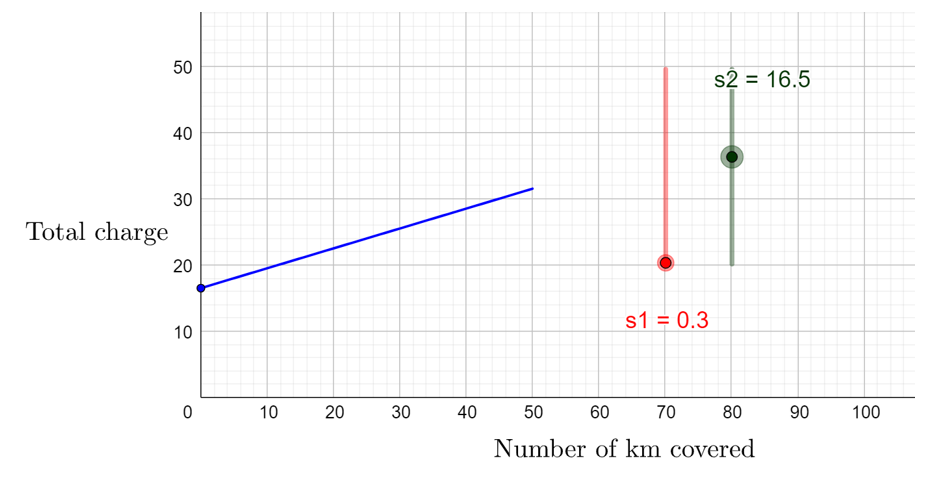 50
s2 = 16.5
40
30
Total charge
20
10
s1 = 0.3
0 10 20 30 40 50 60 70 80 90 100
Number of km covered